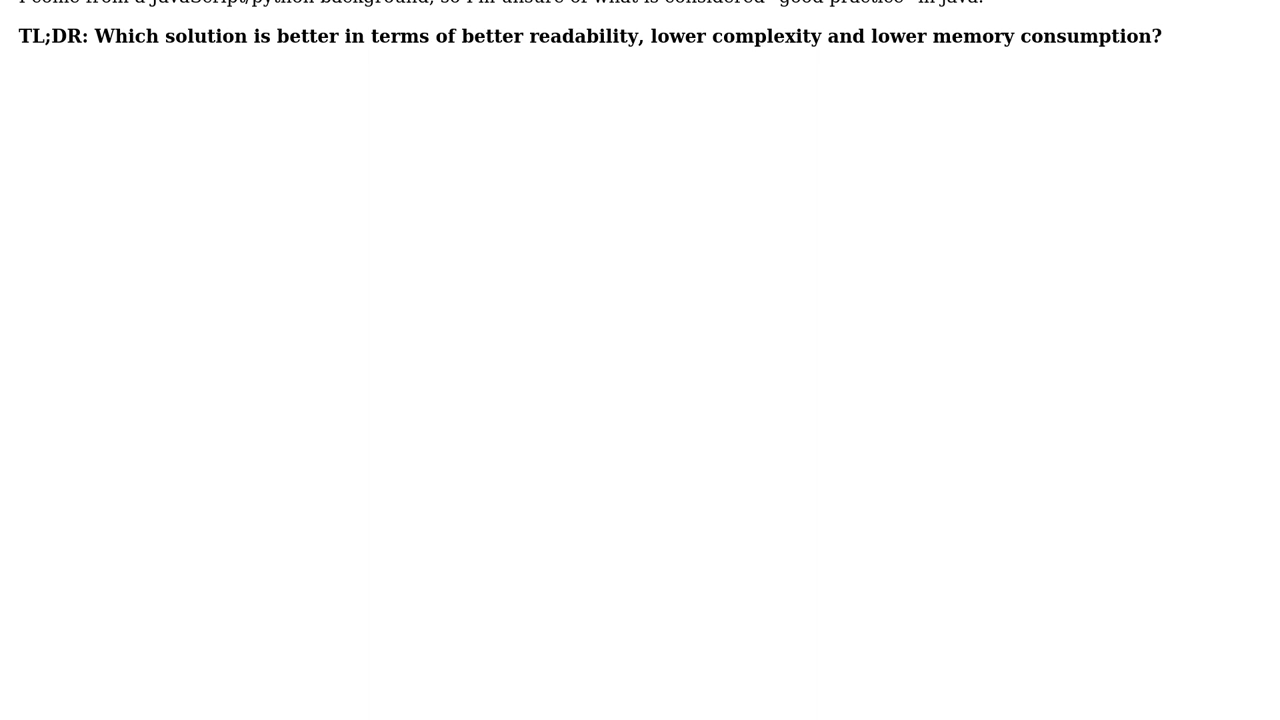 I come from a JavaScript/python background, so I'm unsure of what is considered "good practice" in java.
TL;DR: Which solution is better in terms of better readability, lower complexity and lower memory consumption?